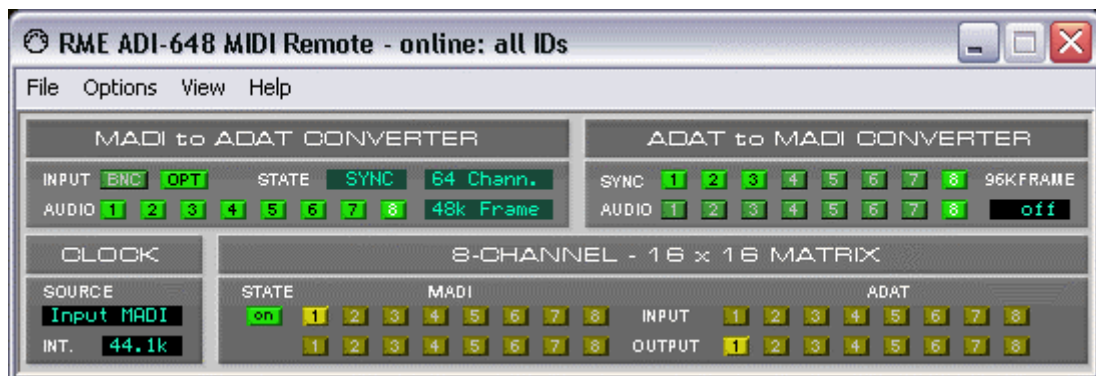 RME ADI-648 MIDI Remote - online: all IDs
File Options View Help
MADI to ADAT CONVERTER
INPUT BNC OPT STATE SYNC 64 Chann.
AUDIO 1 2 3 4 5 6 7 8 48k Frame
ADAT to MADI CONVERTER
SYNC 1 2 3 4 5 6 7 8 96KFRAME
AUDIO 1 2 3 4 5 6 7 8 off
CLOCK
SOURCE
Input MADI
INT. 44.1k
8-CHANNEL - 16 x 16 MATRIX
STATE MADI ADAT
on 1 2 3 4 5 6 7 8 INPUT 1 2 3 4 5 6 7 8
1 2 3 4 5 6 7 8 OUTPUT 1 2 3 4 5 6 7 8